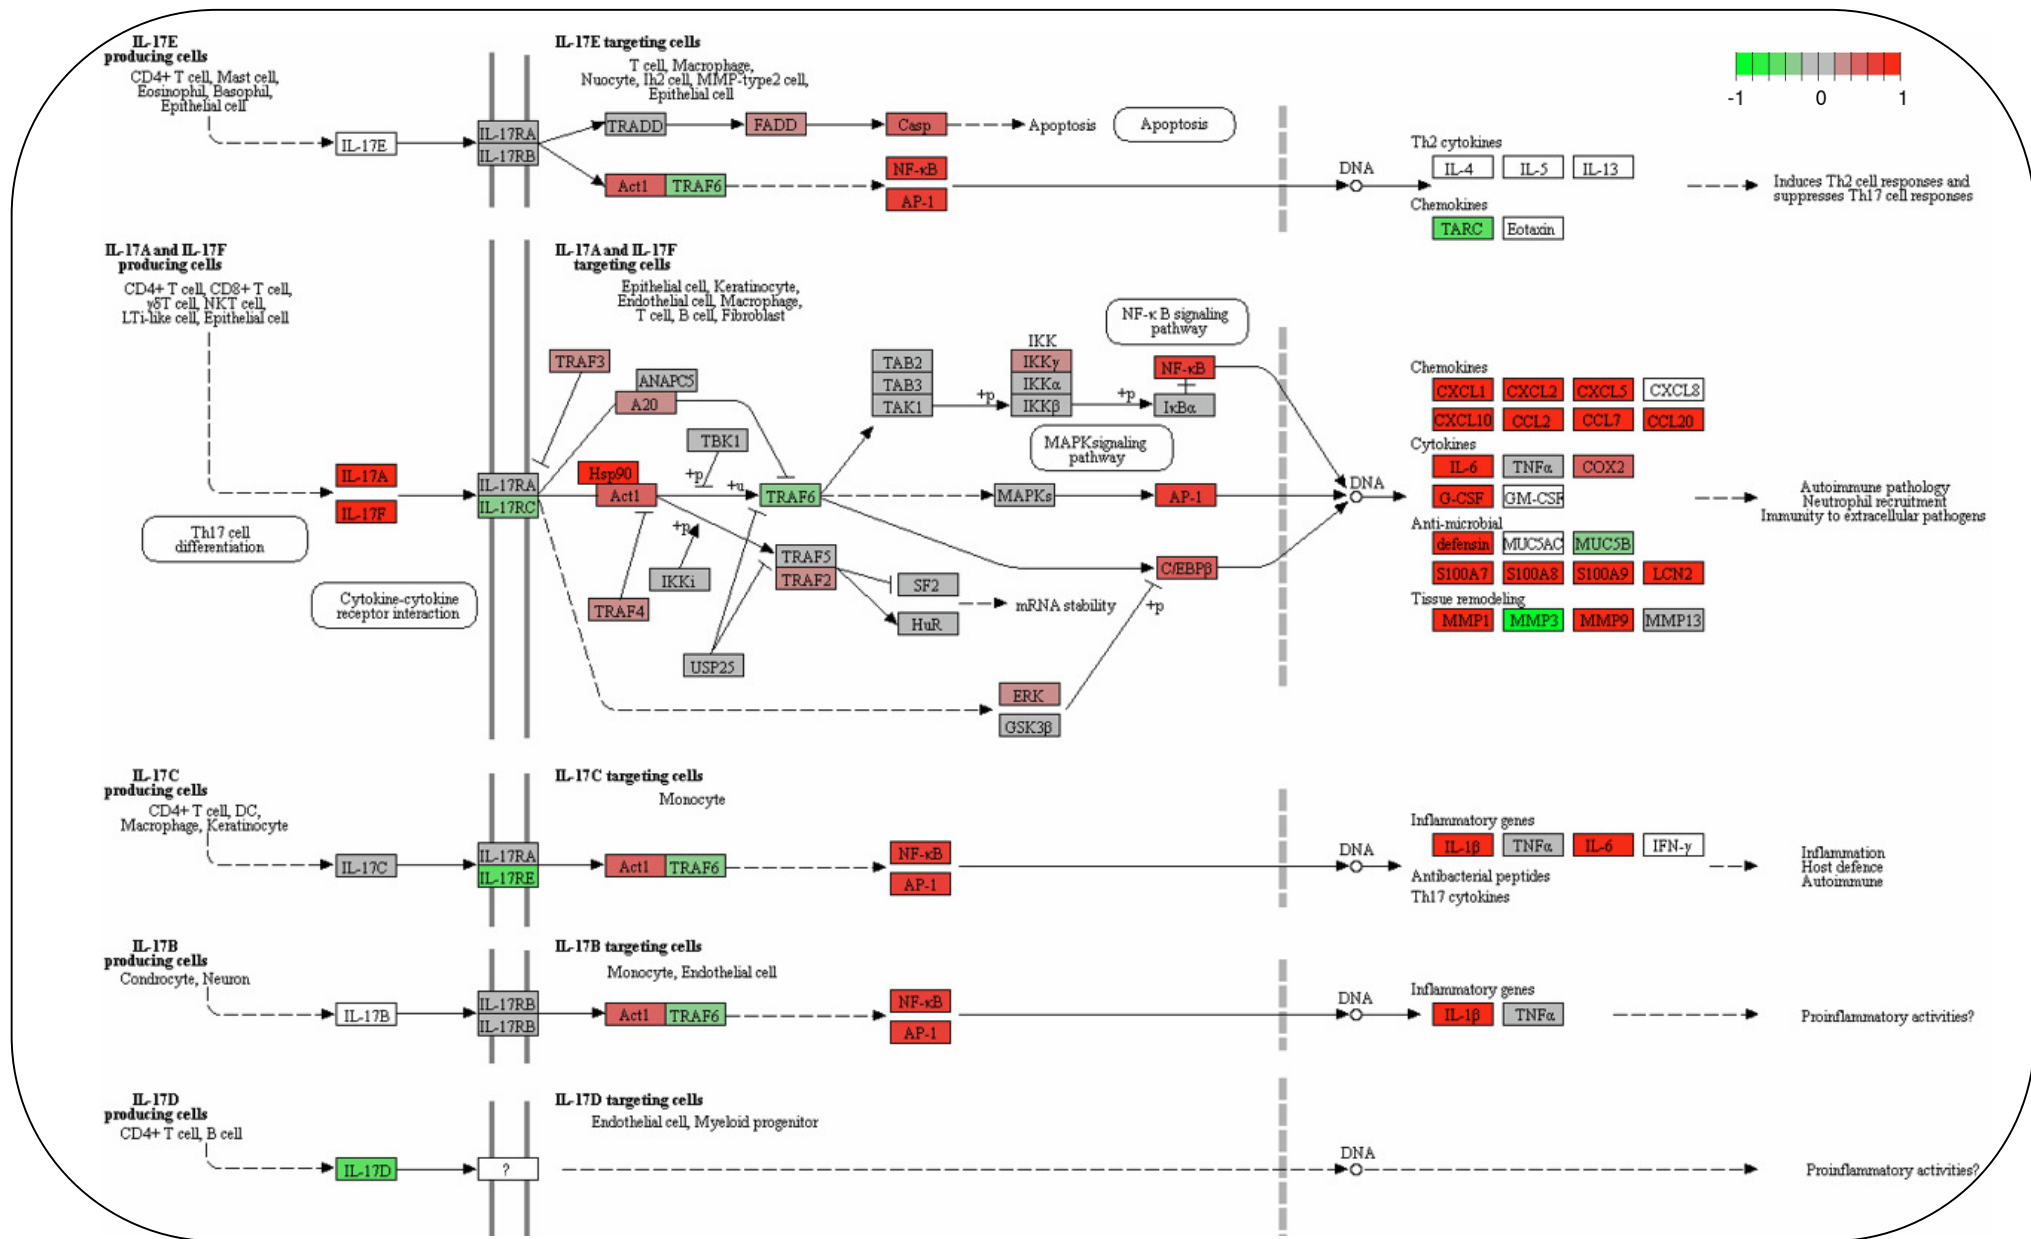 IL-17E
producing cells
CD4+ T cell, Mast cell,
Eosinophil, Basophil,
Epithelial cell
IL-17E
IL-17RA
IL-17RB
IL-17E targeting cells
T cell, Macrophage,
Nuocyte, Ih2 cell, MMP-type2 cell,
Epithelial cell
TRADD
FADD
Casp
Apoptosis
Apoptosis
Act1
TRAF6
NF-κB
AP-1
DNA
Th2 cytokines
IL-4
IL-5
IL-13
Chemokines
TARC
Eotaxin
Induces Th2 cell responses and
suppresses Th17 cell responses
-1
0
1
IL-17A and IL-17F
producing cells
CD4+ T cell, CD8+ T cell,
γδT cell, NKT cell,
LTi-like cell, Epithelial cell
IL-17A
IL-17F
Th17 cell
differentiation
Cytokine-cytokine
receptor interaction
IL-17RA
IL-17RC
IL-17A and IL-17F
targeting cells
Epithelial cell, Keratinocyte,
Endothelial cell, Macrophage,
T cell, B cell, Fibroblast
TRAF3
ANAPC5
A20
TBK1
+p
Hsp90
Act1
+u
TRAF6
+p
IKKi
TRAF4
TRAF5
TRAF2
USP25
SF2
HuR
mRNA stability
TAB2
TAB3
TAK1
+p
IKK
IKKγ
IKKα
IKKβ
+p
NF-κ B signaling
pathway
NF-κB
IκBα
MAPK signaling
pathway
MAPKs
AP-1
C/EBPβ
+p
ERK
GSK3β
DNA
Chemokines
CXCL1
CXCL2
CXCL5
CXCL8
CXCL10
CCL2
CCL7
CCL20
Cytokines
IL-6
TNFα
COX2
G-CSF
GM-CSF
Anti-microbial
defensin
MUC5AC
MUC5B
S100A7
S100A8
S100A9
LCN2
Tissue remodeling
MMP1
MMP3
MMP9
MMP13
Autoimmune pathology
Neutrophil recruitment
Immunity to extracellular pathogens
IL-17C
producing cells
CD4+ T cell, DC,
Macrophage, Keratinocyte
IL-17C
IL-17RA
IL-17RE
IL-17C targeting cells
Monocyte
Act1
TRAF6
NF-κB
AP-1
DNA
Inflammatory genes
IL-1β
TNFα
IL-6
IFN-γ
Antibacterial peptides
Th17 cytokines
Inflammation
Host defence
Autoimmune
IL-17B
producing cells
Condrocyte, Neuron
IL-17B
IL-17RB
IL-17RB
IL-17B targeting cells
Monocyte, Endothelial cell
Act1
TRAF6
NF-κB
AP-1
DNA
Inflammatory genes
IL-1β
TNFα
Proinflammatory activities?
IL-17D
producing cells
CD4+ T cell, B cell
IL-17D
?
IL-17D targeting cells
Endothelial cell, Myeloid progenitor
DNA
Proinflammatory activities?